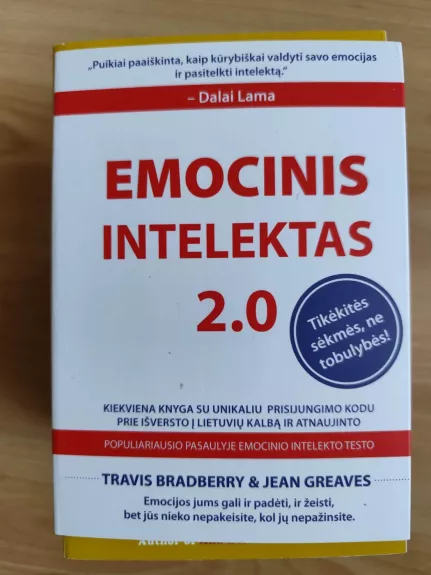 „Puikiai paaiškinta, kaip kūrybiškai valdyti savo emocijas
ir pasitelkti intelektą.“
– Dalai Lama
EMOCINIS
INTELEKTAS
2.0
Tikėkitės
sėkmės, ne
tobulybės!
KIEKVIENA KNYGA SU UNIKALIU PRISIJUNGIMO KODU
PRIE IŠVERSTO Į LIETUVIŲ KALBĄ IR ATNAUJINTO
POPULIARIAUSIO PASAULYJE EMOCINIO INTELEKTO TESTO
TRAVIS BRADBERRY & JEAN GREAVES
Emocijos jums gali ir padėti, ir žeisti,
bet jūs nieko nepakeisite, kol jų nepažinsite.
Author of